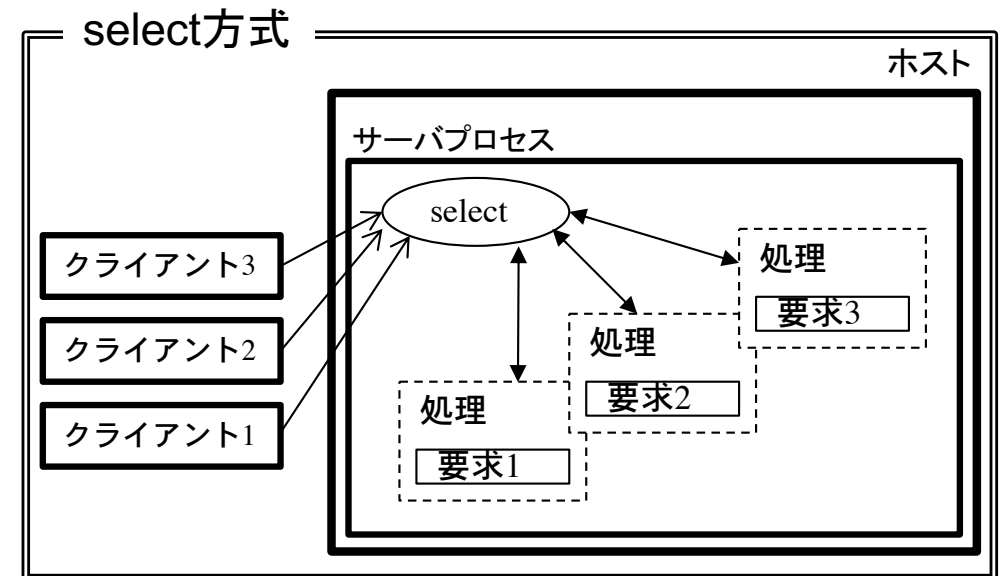 select方式
ホスト
サーバプロセス
select
クライアント3
クライアント2
クライアント1
処理
要求3
処理
要求2
処理
要求1